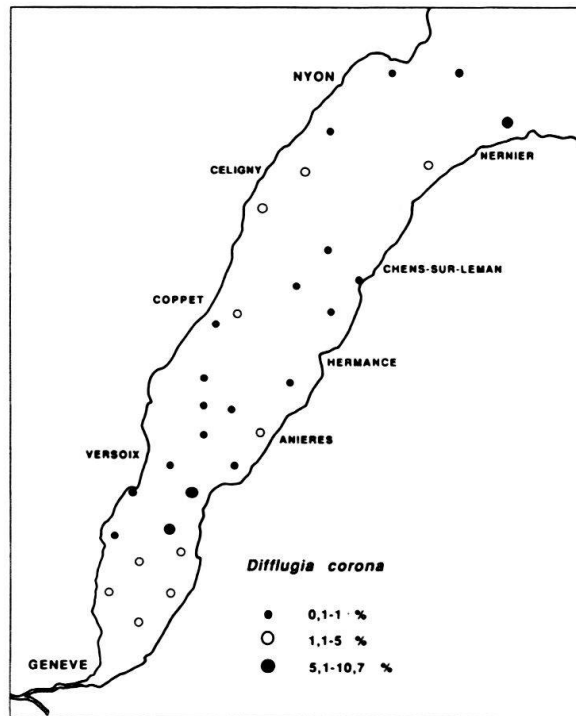 NYON
CELIGNY
NERNIER
CHENS-SUR-LEMAN
COPPET
HERMANCE
ANIERES
VERSOIX
Difflugia corona
0,1-1 %
1,1-5 %
GENEVE
5,1-10,7 %